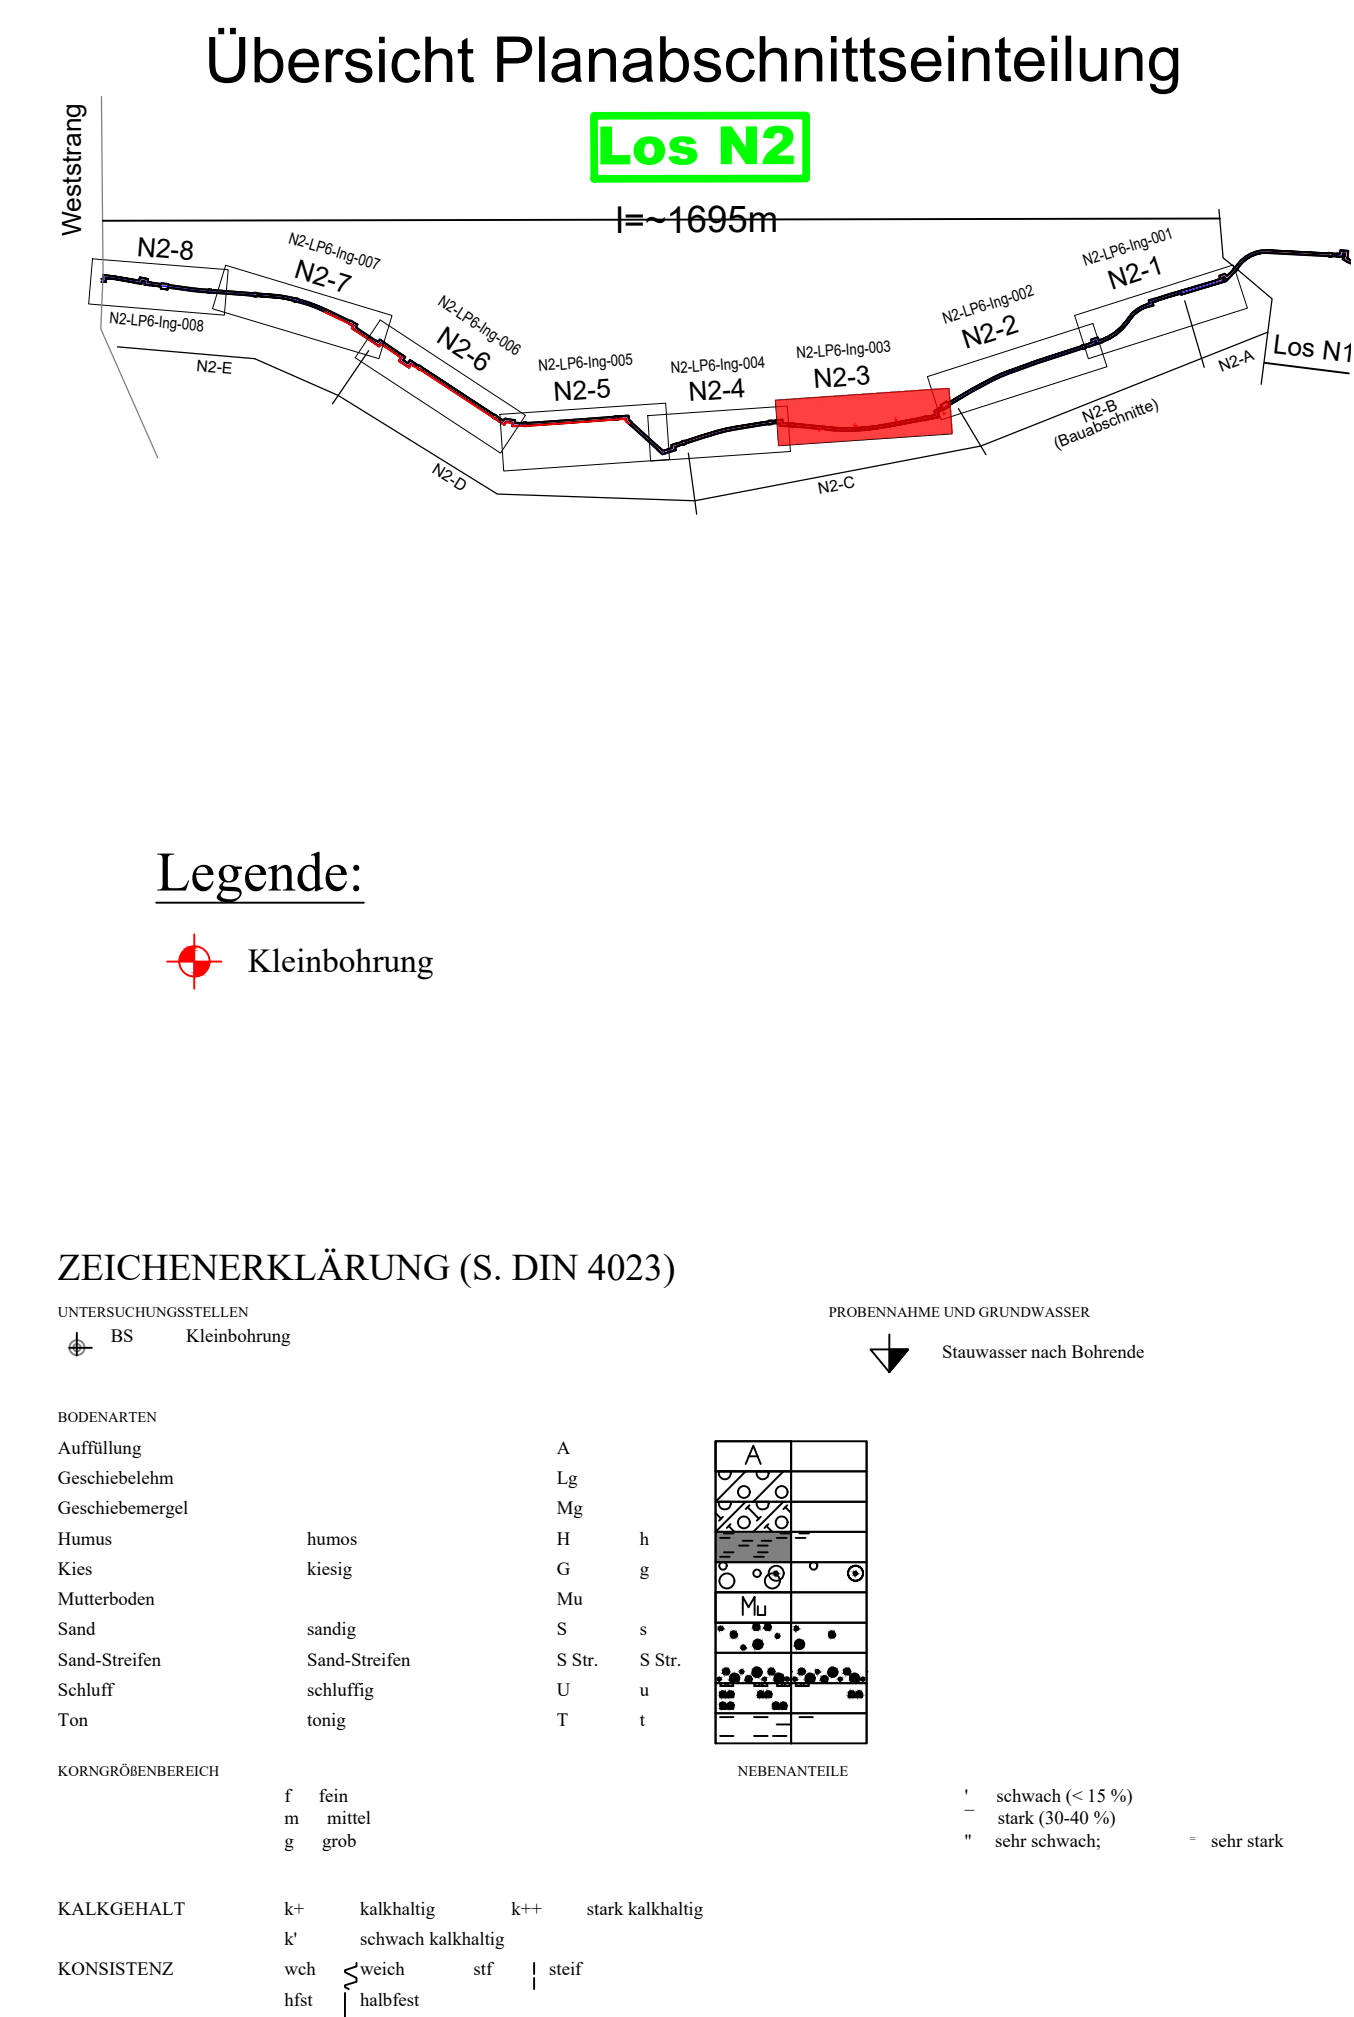 Übersicht Planabschnittseinteilung
Los N2
Weststrang
l=~1695m
N2-8
N2-LP6-Ing-008
N2-LP6-Ing-007
N2-7
N2-LP6-Ing-006
N2-6
N2-LP6-Ing-005
N2-5
N2-LP6-Ing-004
N2-4
N2-LP6-Ing-003
N2-3
N2-LP6-Ing-002
N2-2
N2-LP6-Ing-001
N2-1
Los N1
N2-E
N2-D
N2-C
N2-B
(Bauabschnitte)
N2-A
Legende:
Kleinbohrung
ZEICHENERKLÄRUNG (S. DIN 4023)
UNTERSUCHUNGSSTELLEN
BS Kleinbohrung
PROBENNAHME UND GRUNDWASSER
Stauwasser nach Bohrende
BODENARTEN
Auffüllung A A
Geschiebelehm Lg
Geschiebemergel Mg
Humus humos H h
Kies kiesig G g
Mutterboden Mu Mu
Sand sandig S s
Sand-Streifen Sand-Streifen S Str. S Str.
Schluff schluffig U u
Ton tonig T t
KORNGRÖßENBEREICH
f fein
m mittel
g grob
NEBENANTEILE
' schwach (< 15 %)
¯ stark (30-40 %)
" sehr schwach; = sehr stark
KALKGEHALT k+ kalkhaltig k++ stark kalkhaltig
k' schwach kalkhaltig
KONSISTENZ wch weich stf steif
hfst halbfest